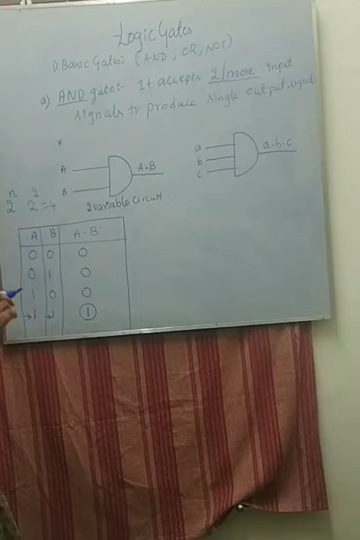 Logic Gates
1) Basic Gates: (AND, OR, NOT)
a) AND gate:- It accepts 2/more input
signals to produce single output signal
*
A
B
A·B
a
b
c
a·b·c
n 2
2 2 = 4
2 variable Circuit
A B A·B
0 0 0
0 1 0
1 0 0
→1 →1 1